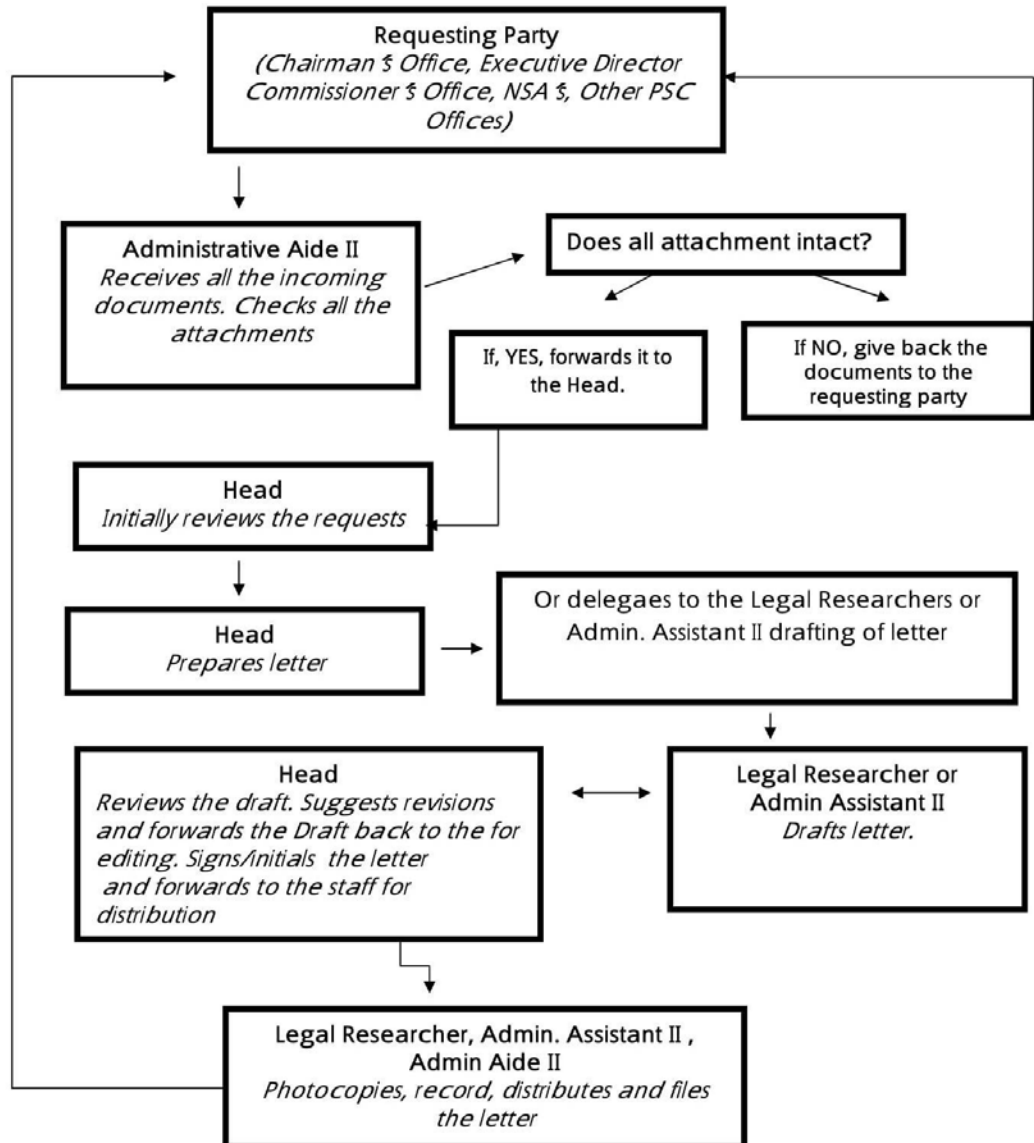 Requesting Party
(Chairman's Office, Executive Director
Commissioner's Office, NSA's, Other PSC
Offices)
Administrative Aide II
Receives all the incoming
documents. Checks all the
attachments
Does all attachment intact?
If, YES, forwards it to
the Head.
If NO, give back the
documents to the
requesting party
Head
Initially reviews the requests
Head
Prepares letter
Or delegaes to the Legal Researchers or
Admin. Assistant II drafting of letter
Head
Reviews the draft. Suggests revisions
and forwards the Draft back to the for
editing. Signs/initials the letter
and forwards to the staff for
distribution
Legal Researcher or
Admin Assistant II
Drafts letter.
Legal Researcher, Admin. Assistant II ,
Admin Aide II
Photocopies, record, distributes and files
the letter